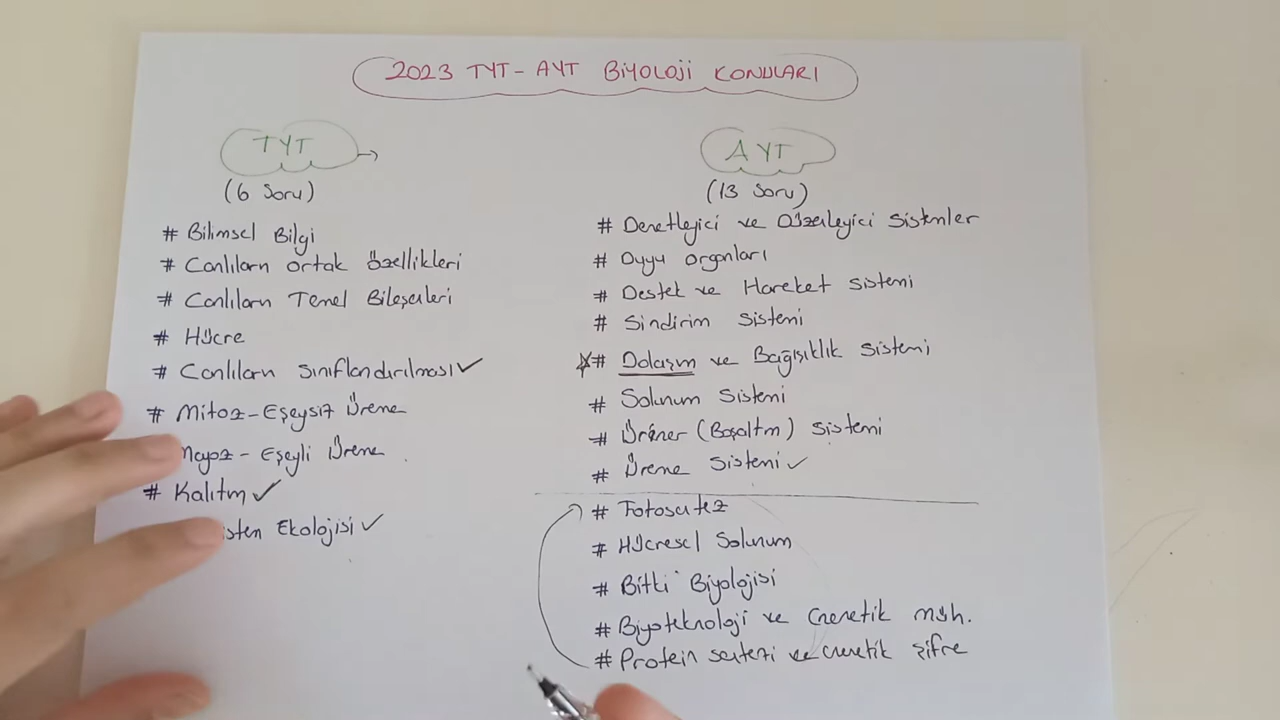 2023 TYT - AYT BİYOLOJİ KONULARI
TYT
(6 Soru)
# Bilimsel Bilgi
# Canlıların Ortak Özellikleri
# Canlıların Temel Bileşenleri
# Hücre
# Canlıların Sınıflandırılması ✓
# Mitoz - Eşeysiz Üreme
Mayoz - Eşeyli Üreme
# Kalıtım ✓
Ekolojisi ✓
AYT
(13 Soru)
# Denetleyici ve Düzenleyici Sistemler
# Duyu Organları
# Destek ve Hareket Sistemi
# Sindirim Sistemi
☆# Dolaşım ve Bağışıklık Sistemi
# Solunum Sistemi
# Üriner (Boşaltım) Sistemi
# Üreme Sistemi ✓
# Fotosentez
# Hücresel Solunum
# Bitki Biyolojisi
# Biyoteknoloji ve Genetik müh.
# Protein sentezi ve Genetik Şifre